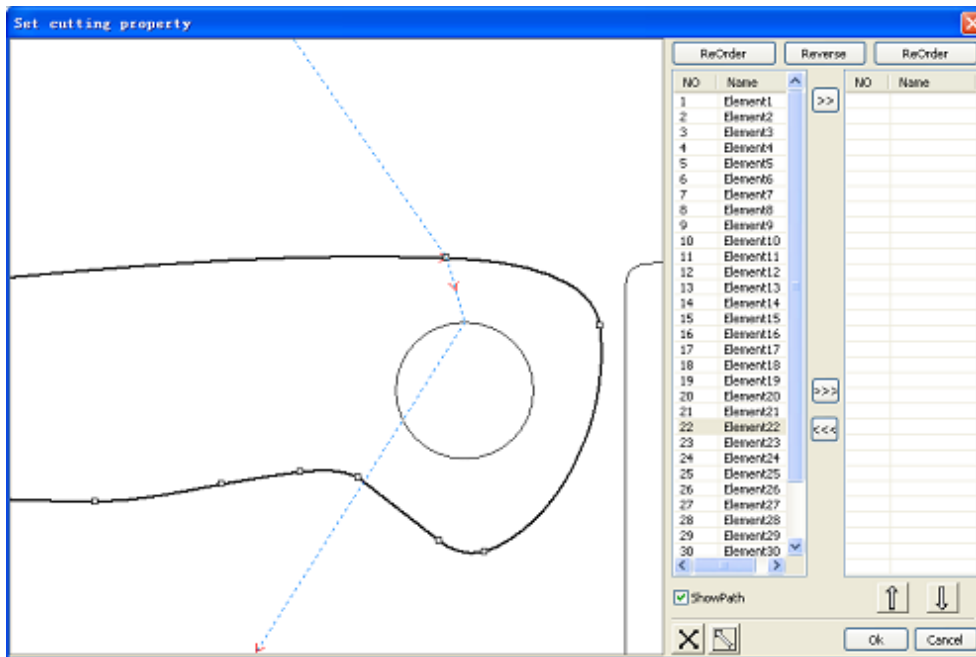 Set cutting property
ReOrder Reverse ReOrder
NO Name NO Name
1 Element1 >>
2 Element2
3 Element3
4 Element4
5 Element5
6 Element6
7 Element7
8 Element8
9 Element9
10 Element10
11 Element11
12 Element12
13 Element13
14 Element14
15 Element15
16 Element16
17 Element17
18 Element18
19 Element19
20 Element20 >>>
21 Element21
22 Element22 <<<
23 Element23
24 Element24
25 Element25
26 Element26
27 Element27
28 Element28
29 Element29
30 Element30
ShowPath
Ok Cancel